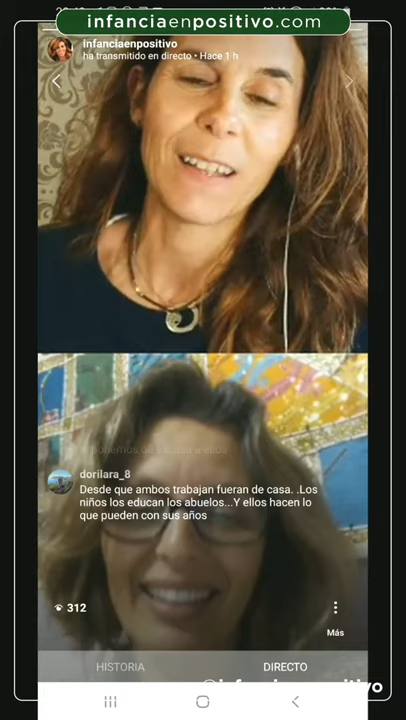 infanciaenpositivo.com
infanciaenpositivo
ha transmitido en directo • Hace 1 h
dorilara_8
Desde que ambos trabajan fueran de casa. .Los
niños los educan los abuelos...Y ellos hacen lo
que pueden con sus años
312
Más
HISTORIA
DIRECTO